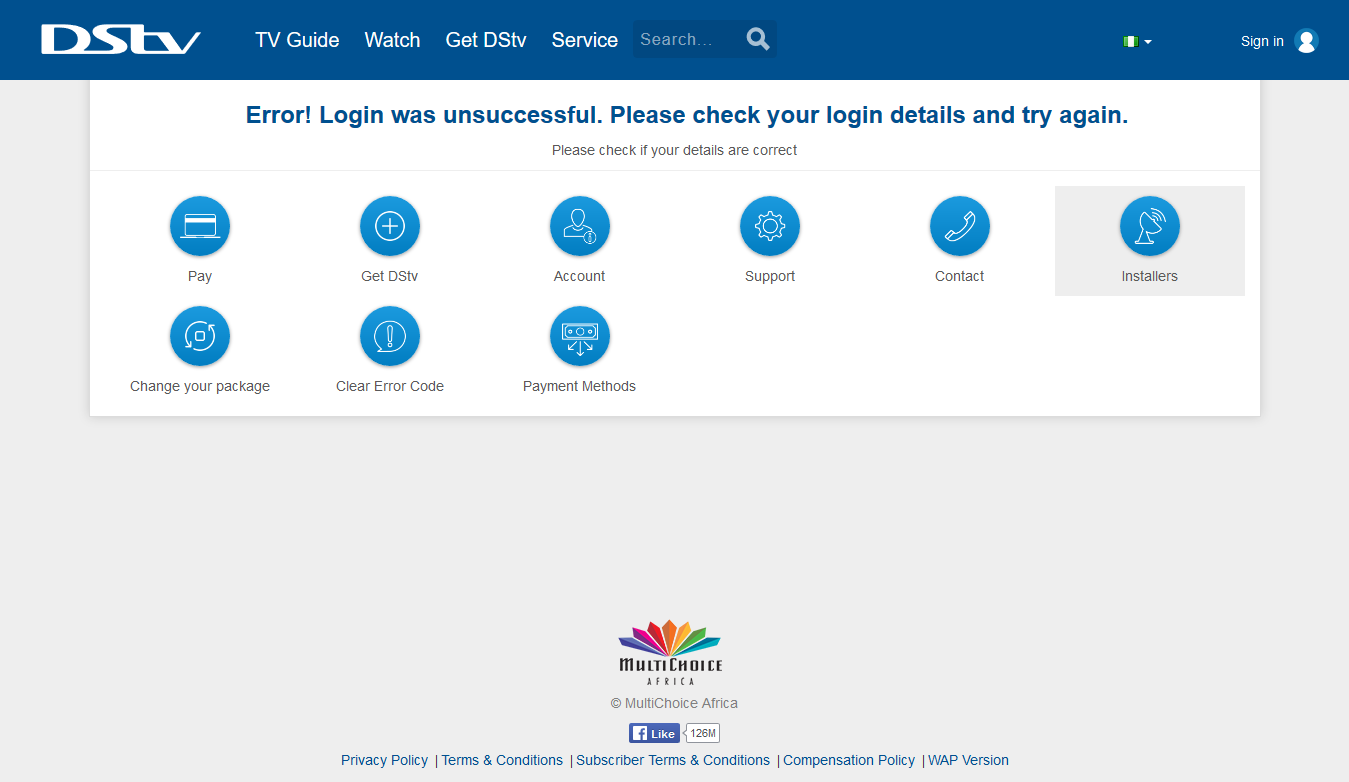 DStv TV Guide Watch Get DStv Service Search... Sign in
Error! Login was unsuccessful. Please check your login details and try again.
Please check if your details are correct
Pay Get DStv Account Support Contact Installers
Change your package Clear Error Code Payment Methods
MULTICHOICE
AFRICA
© MultiChoice Africa
Like 126M
Privacy Policy | Terms & Conditions | Subscriber Terms & Conditions | Compensation Policy | WAP Version